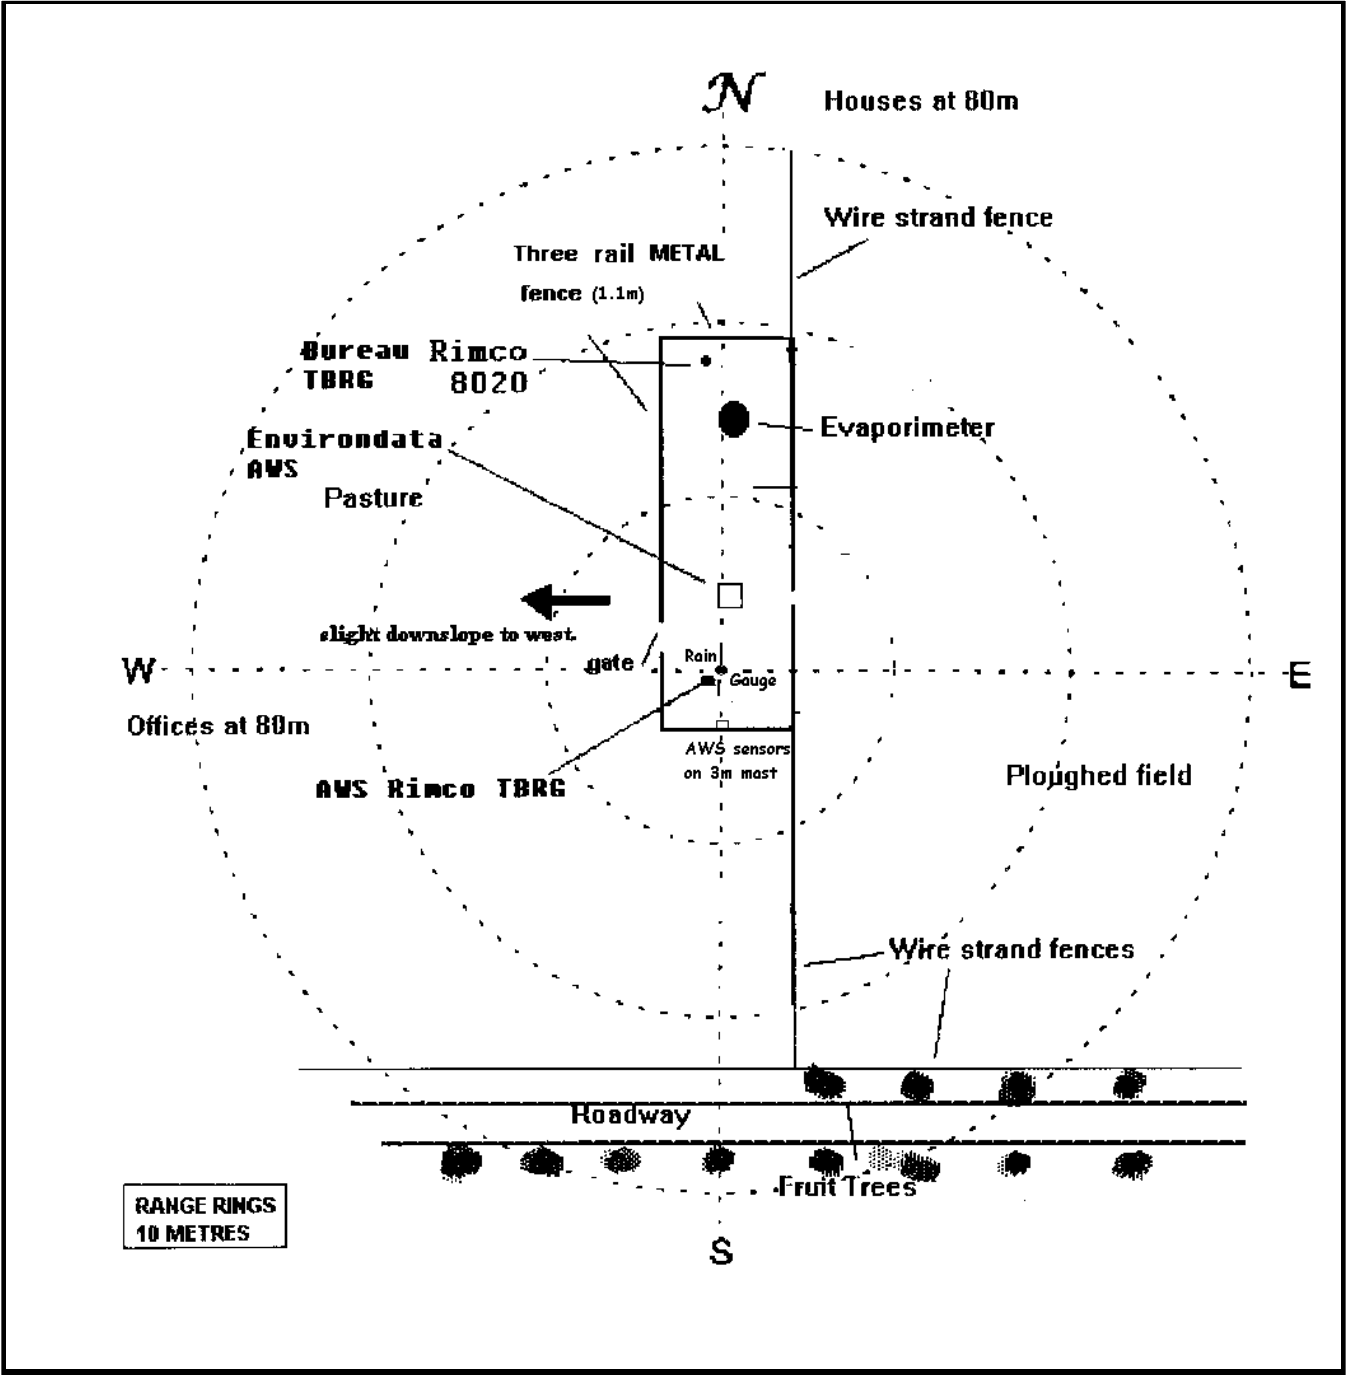 N
Houses at 80m
Wire strand fence
Three rail METAL
fence (1.1m)
Bureau Rimco
TBRG 8020
Evaporimeter
Environdata
AWS
Pasture
slight downslope to west.
gate
Rain
Gauge
W
E
Offices at 80m
AWS sensors
on 3m mast
AWS Rimco TBRG
Ploughed field
Wire strand fences
Roadway
Fruit Trees
RANGE RINGS
10 METRES
S